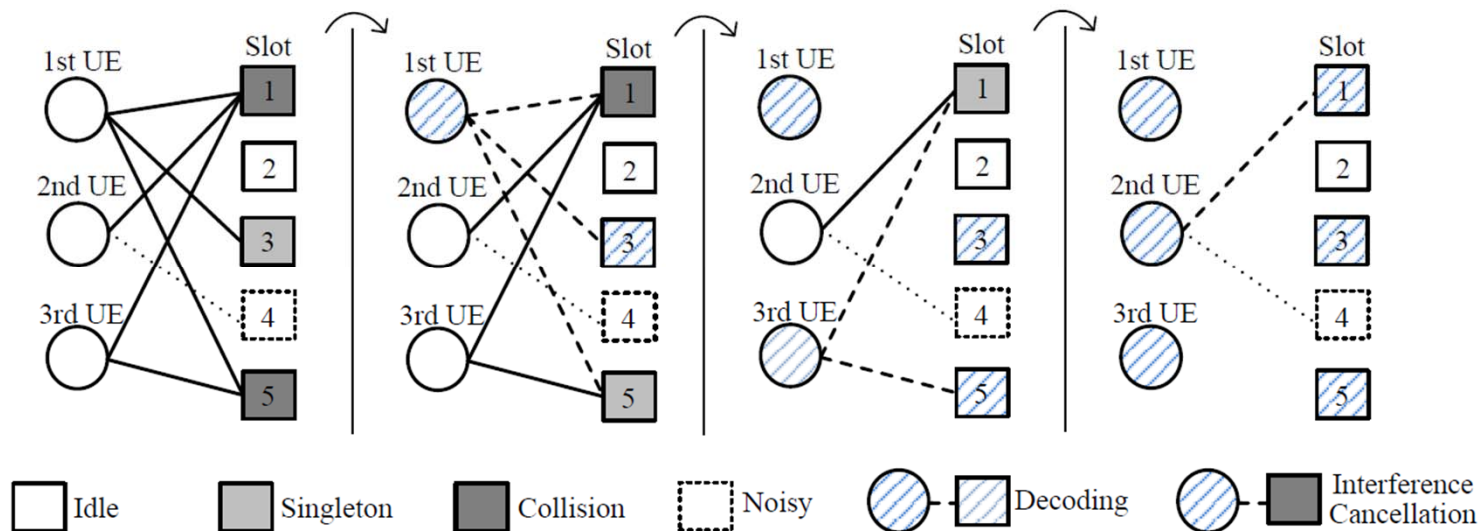 Slot
1st UE
1
2
2nd UE
3
3rd UE
4
5
Slot
1st UE
1
2
2nd UE
3
3rd UE
4
5
Slot
1st UE
1
2
2nd UE
3
3rd UE
4
5
Slot
1st UE
1
2
2nd UE
3
3rd UE
4
5
Idle
Singleton
Collision
Noisy
Decoding
Interference
Cancellation